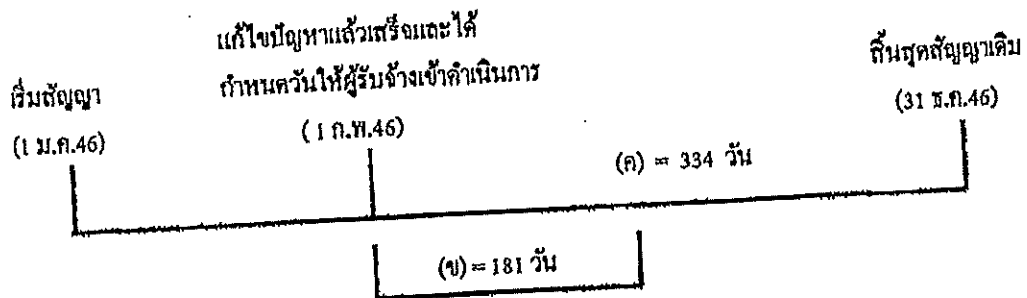 แก้ไขปัญหาแล้วเสร็จและได้
กำหนดวันให้ผู้รับจ้างเข้าดำเนินการ
(1 ก.พ.46)
เริ่มสัญญา
(1 ม.ค.46)
สิ้นสุดสัญญาเดิม
(31 ธ.ค.46)
(ค) = 334 วัน
(ข) = 181 วัน